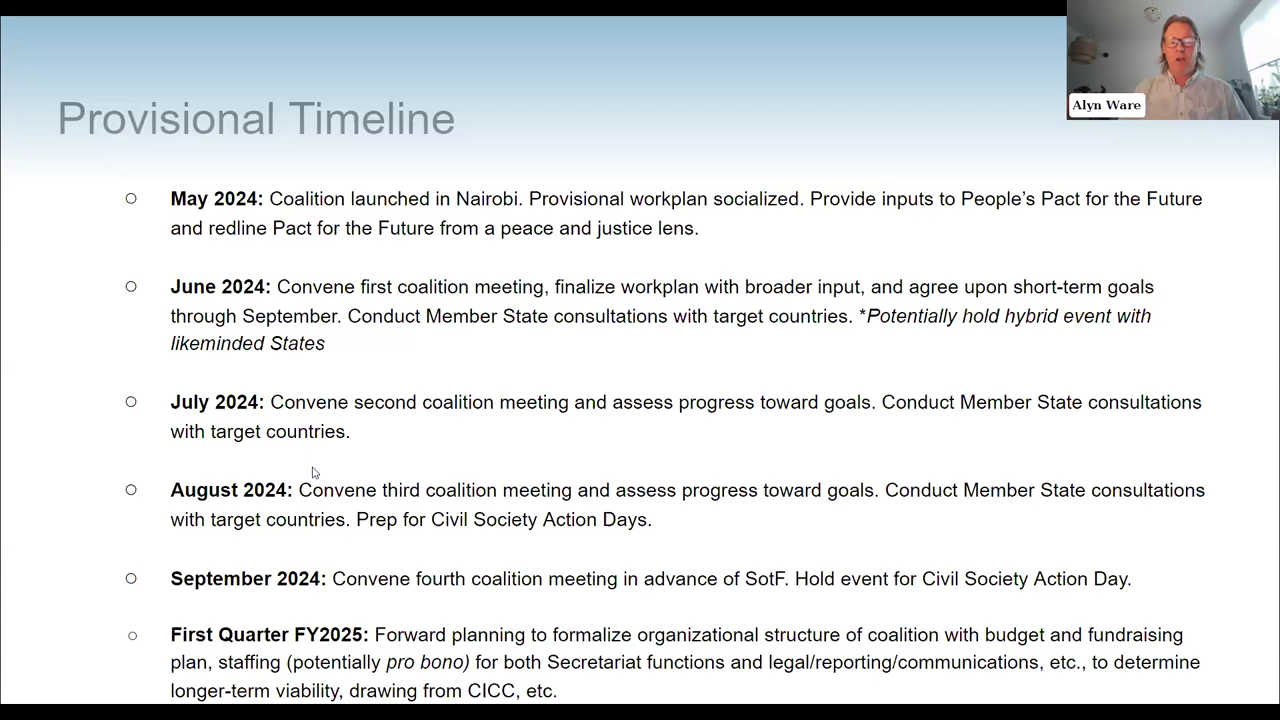 Alyn Ware
Provisional Timeline
○ May 2024: Coalition launched in Nairobi. Provisional workplan socialized. Provide inputs to People’s Pact for the Future
and redline Pact for the Future from a peace and justice lens.
○ June 2024: Convene first coalition meeting, finalize workplan with broader input, and agree upon short-term goals
through September. Conduct Member State consultations with target countries. *Potentially hold hybrid event with
likeminded States
○ July 2024: Convene second coalition meeting and assess progress toward goals. Conduct Member State consultations
with target countries.
○ August 2024: Convene third coalition meeting and assess progress toward goals. Conduct Member State consultations
with target countries. Prep for Civil Society Action Days.
○ September 2024: Convene fourth coalition meeting in advance of SotF. Hold event for Civil Society Action Day.
○ First Quarter FY2025: Forward planning to formalize organizational structure of coalition with budget and fundraising
plan, staffing (potentially pro bono) for both Secretariat functions and legal/reporting/communications, etc., to determine
longer-term viability, drawing from CICC, etc.